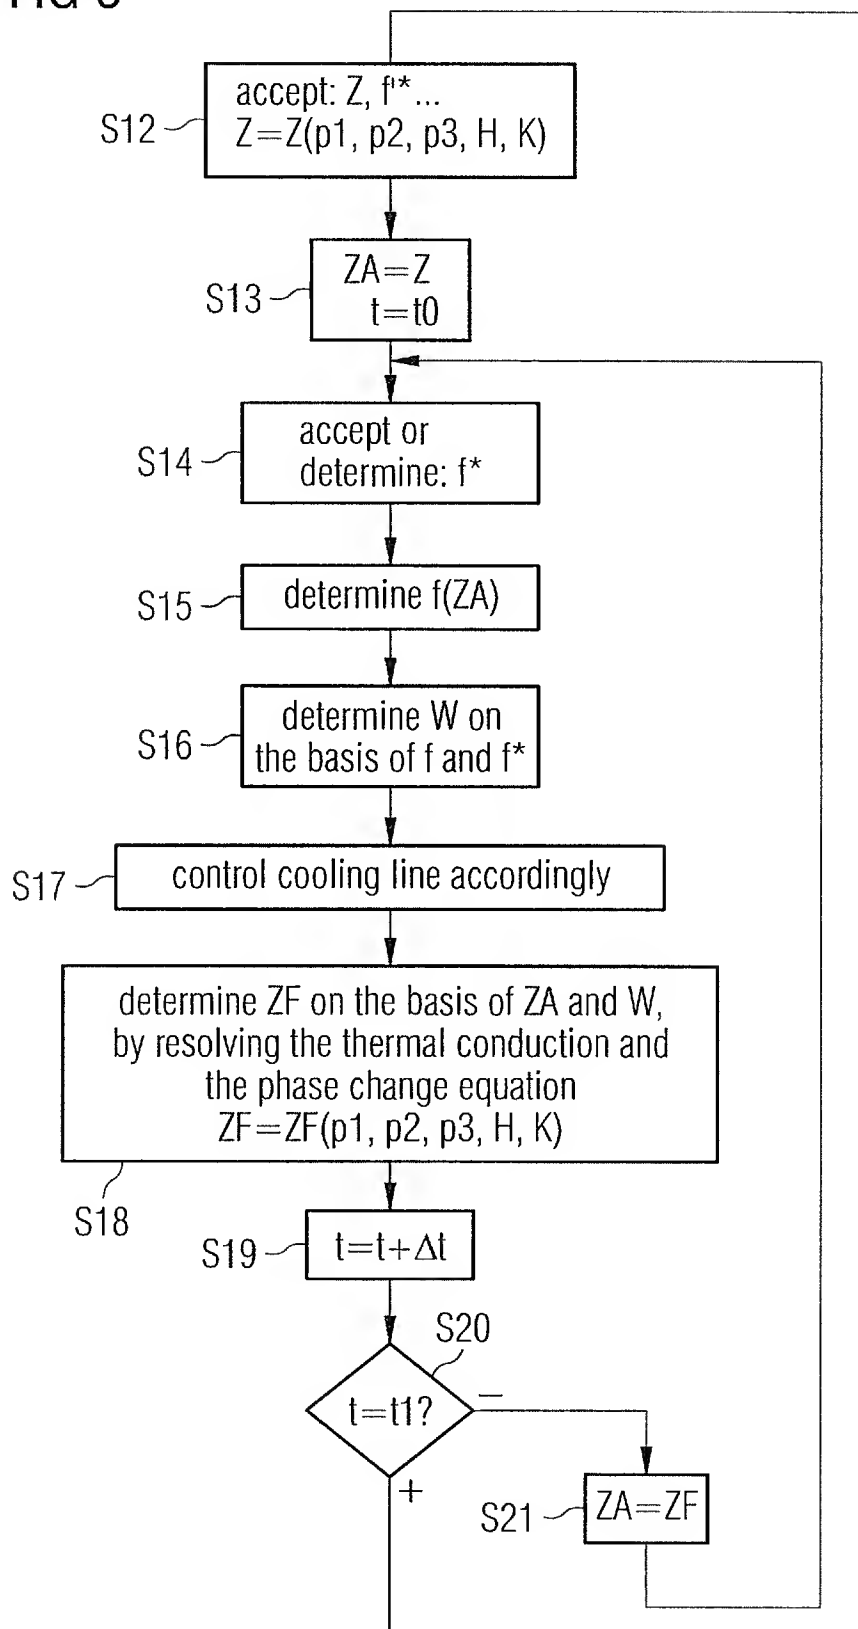 S12
accept: Z, f'*...
Z=Z(p1, p2, p3, H, K)
S13
ZA=Z
t=t0
S14
accept or
determine: f*
S15
determine f(ZA)
S16
determine W on
the basis of f and f*
S17
control cooling line accordingly
determine ZF on the basis of ZA and W,
by resolving the thermal conduction and
the phase change equation
ZF=ZF(p1, p2, p3, H, K)
S18
S19
t=t+Δt
S20
t=t1?
−
+
S21
ZA=ZF